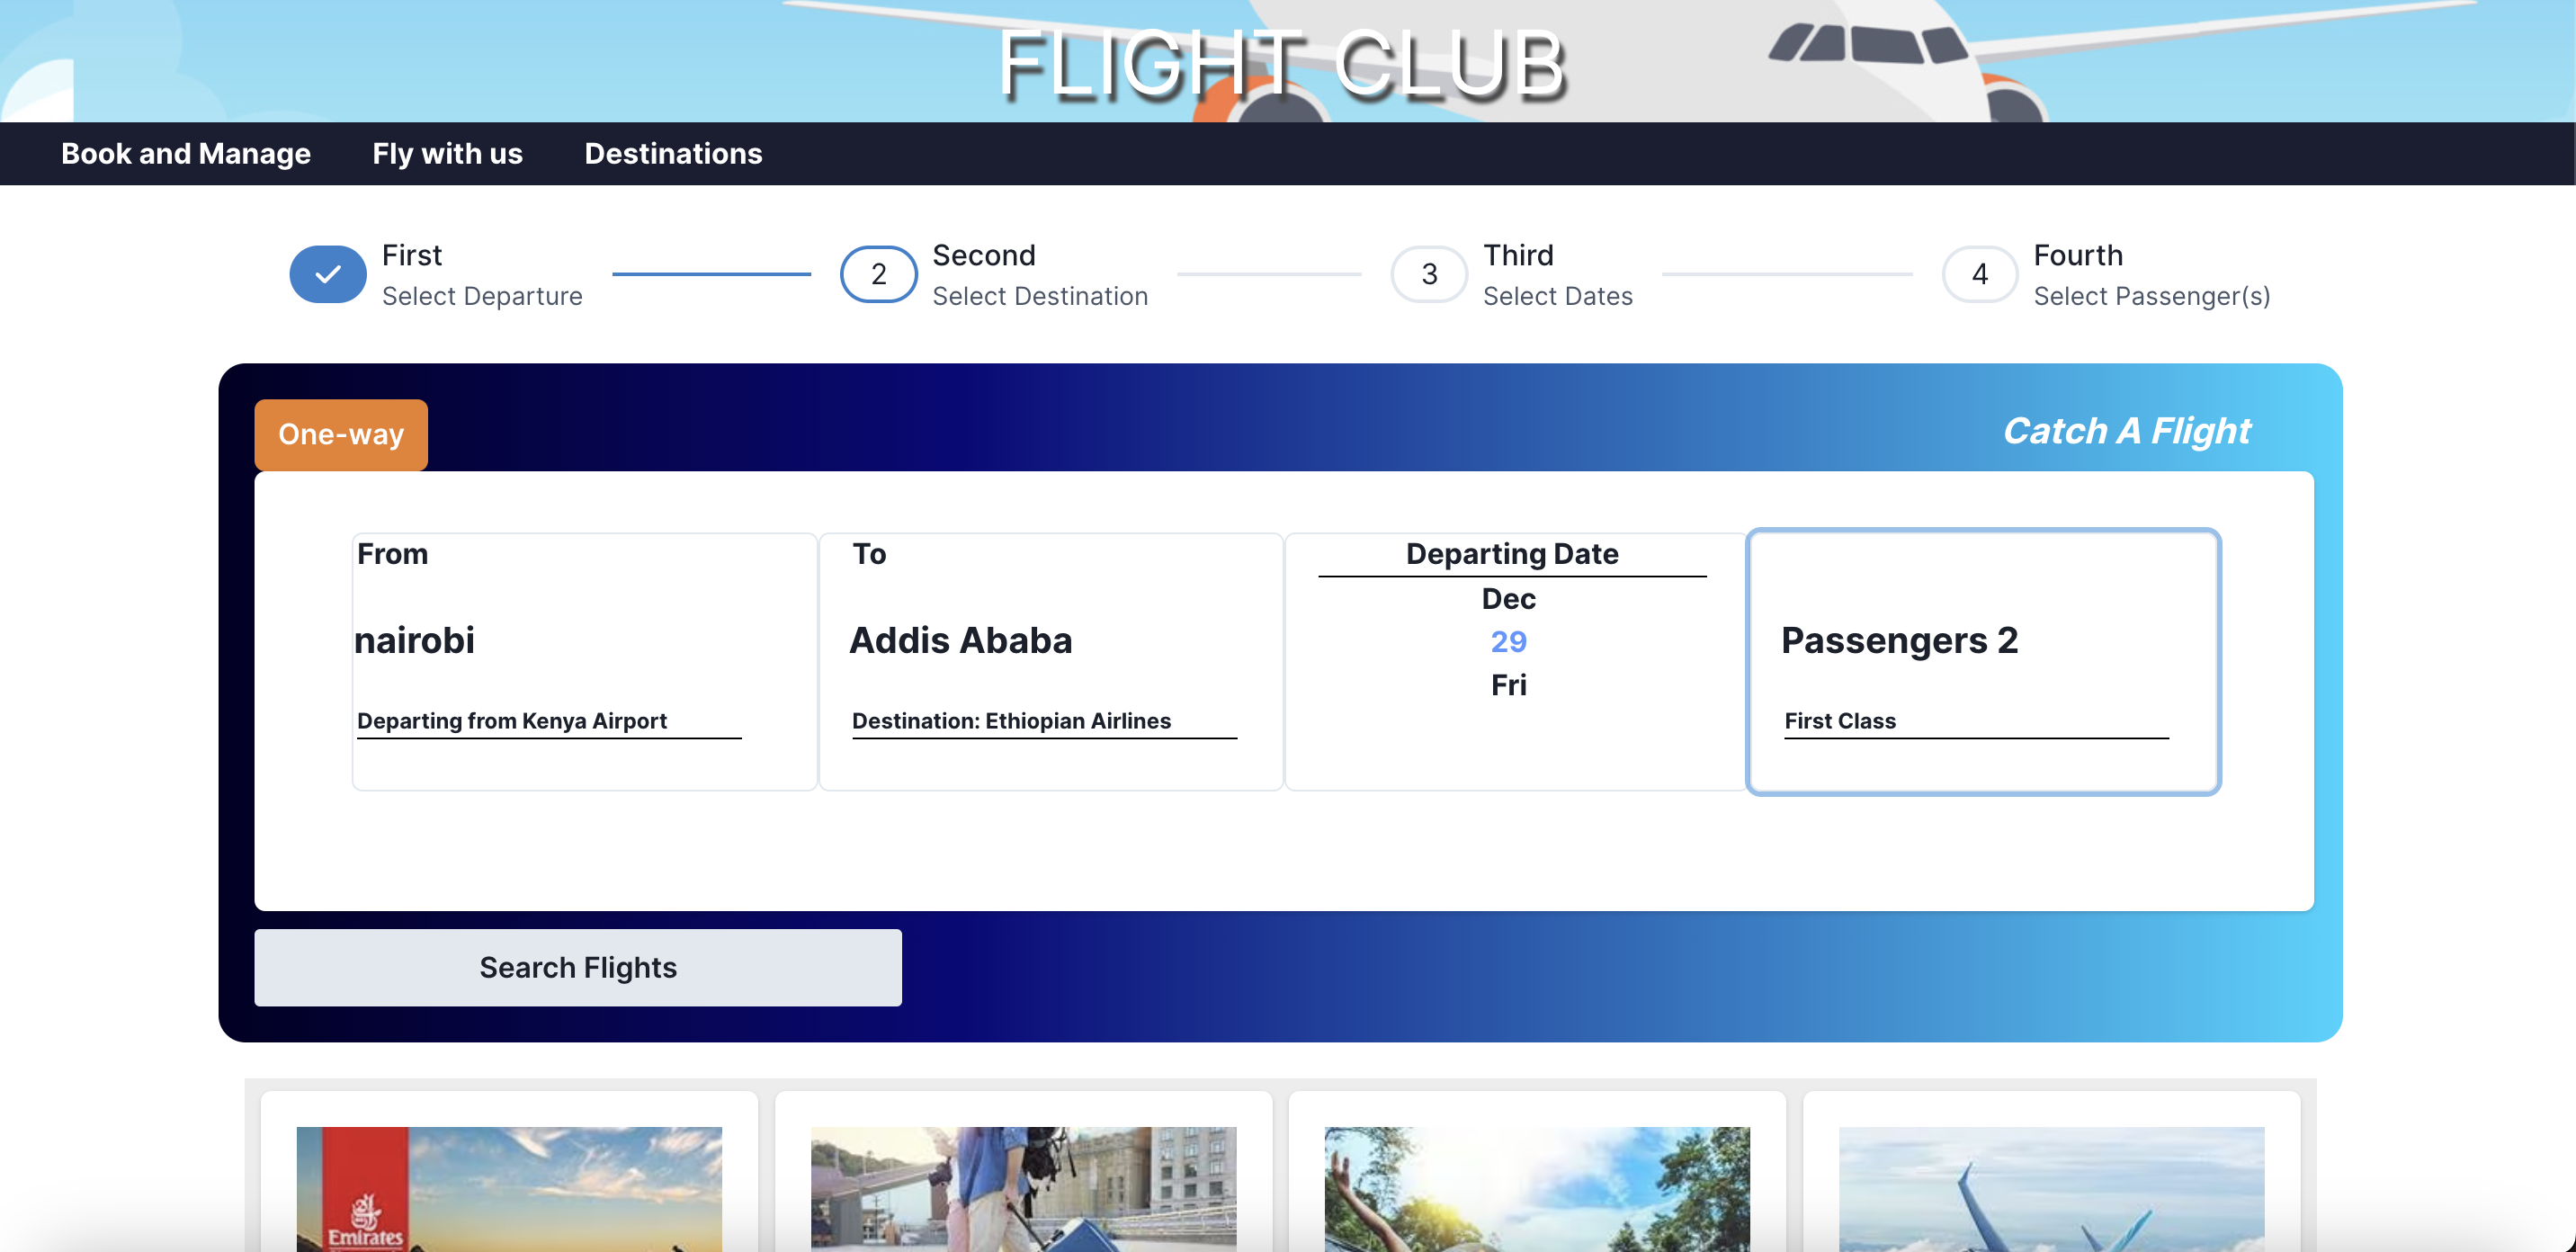 FLIGHT CLUB
Book and Manage Fly with us Destinations
First
Select Departure
2
Second
Select Destination
3
Third
Select Dates
4
Fourth
Select Passenger(s)
One-way
Catch A Flight
From
nairobi
Departing from Kenya Airport
To
Addis Ababa
Destination: Ethiopian Airlines
Departing Date
Dec
29
Fri
Passengers 2
First Class
Search Flights
Emirates